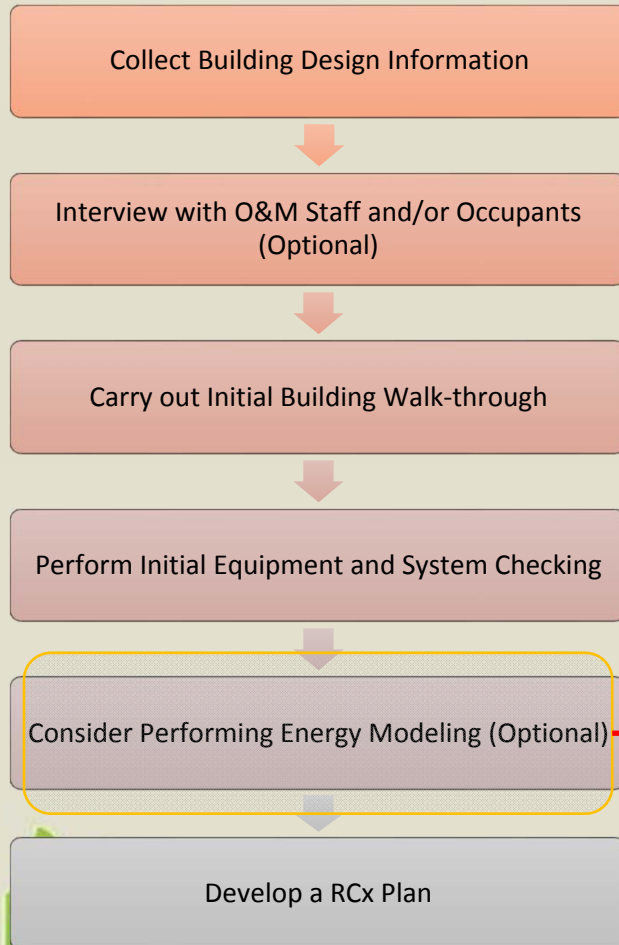 Collect Building Design Information
Interview with O&M Staff and/or Occupants
(Optional)
Carry out Initial Building Walk-through
Perform Initial Equipment and System Checking
Consider Performing Energy Modeling (Optional)
Develop a RCx Plan